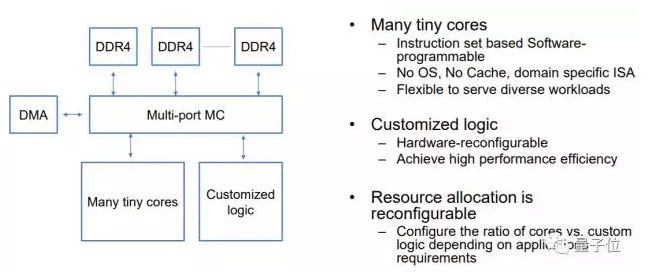 DDR4 DDR4 DDR4
DMA
Multi-port MC
Many tiny cores
Customized
logic
• Many tiny cores
– Instruction set based Software-
programmable
– No OS, No Cache, domain specific ISA
– Flexible to serve diverse workloads
• Customized logic
– Hardware-reconfigurable
– Achieve high performance efficiency
• Resource allocation is
reconfigurable
– Configure the ratio of cores vs. custom
logic depending on application
requirements
量子位